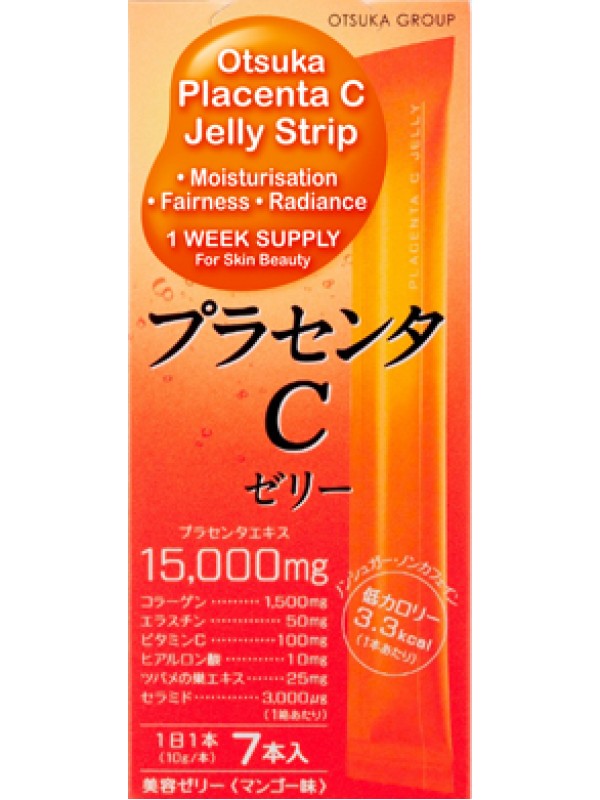 OTSUKA GROUP
Otsuka
Placenta C
Jelly Strip
• Moisturisation
• Fairness • Radiance
1 WEEK SUPPLY
For Skin Beauty
PLACENTA C JELLY
プラセンタ
C
ゼリー
プラセンタエキス
15,000mg
コラーゲン ……… 1,500mg
エラスチン ……… 50mg
ビタミンC ……… 100mg
ヒアルロン酸 ……… 10mg
ツバメの巣エキス …… 25mg
セラミド ……… 3,000μg
(1箱あたり)
ノンシュガー・ノンカフェイン
低カロリー
3.3kcal
(1本あたり)
1日1本
(10g/本)
7本入
美容ゼリー〈マンゴー味〉